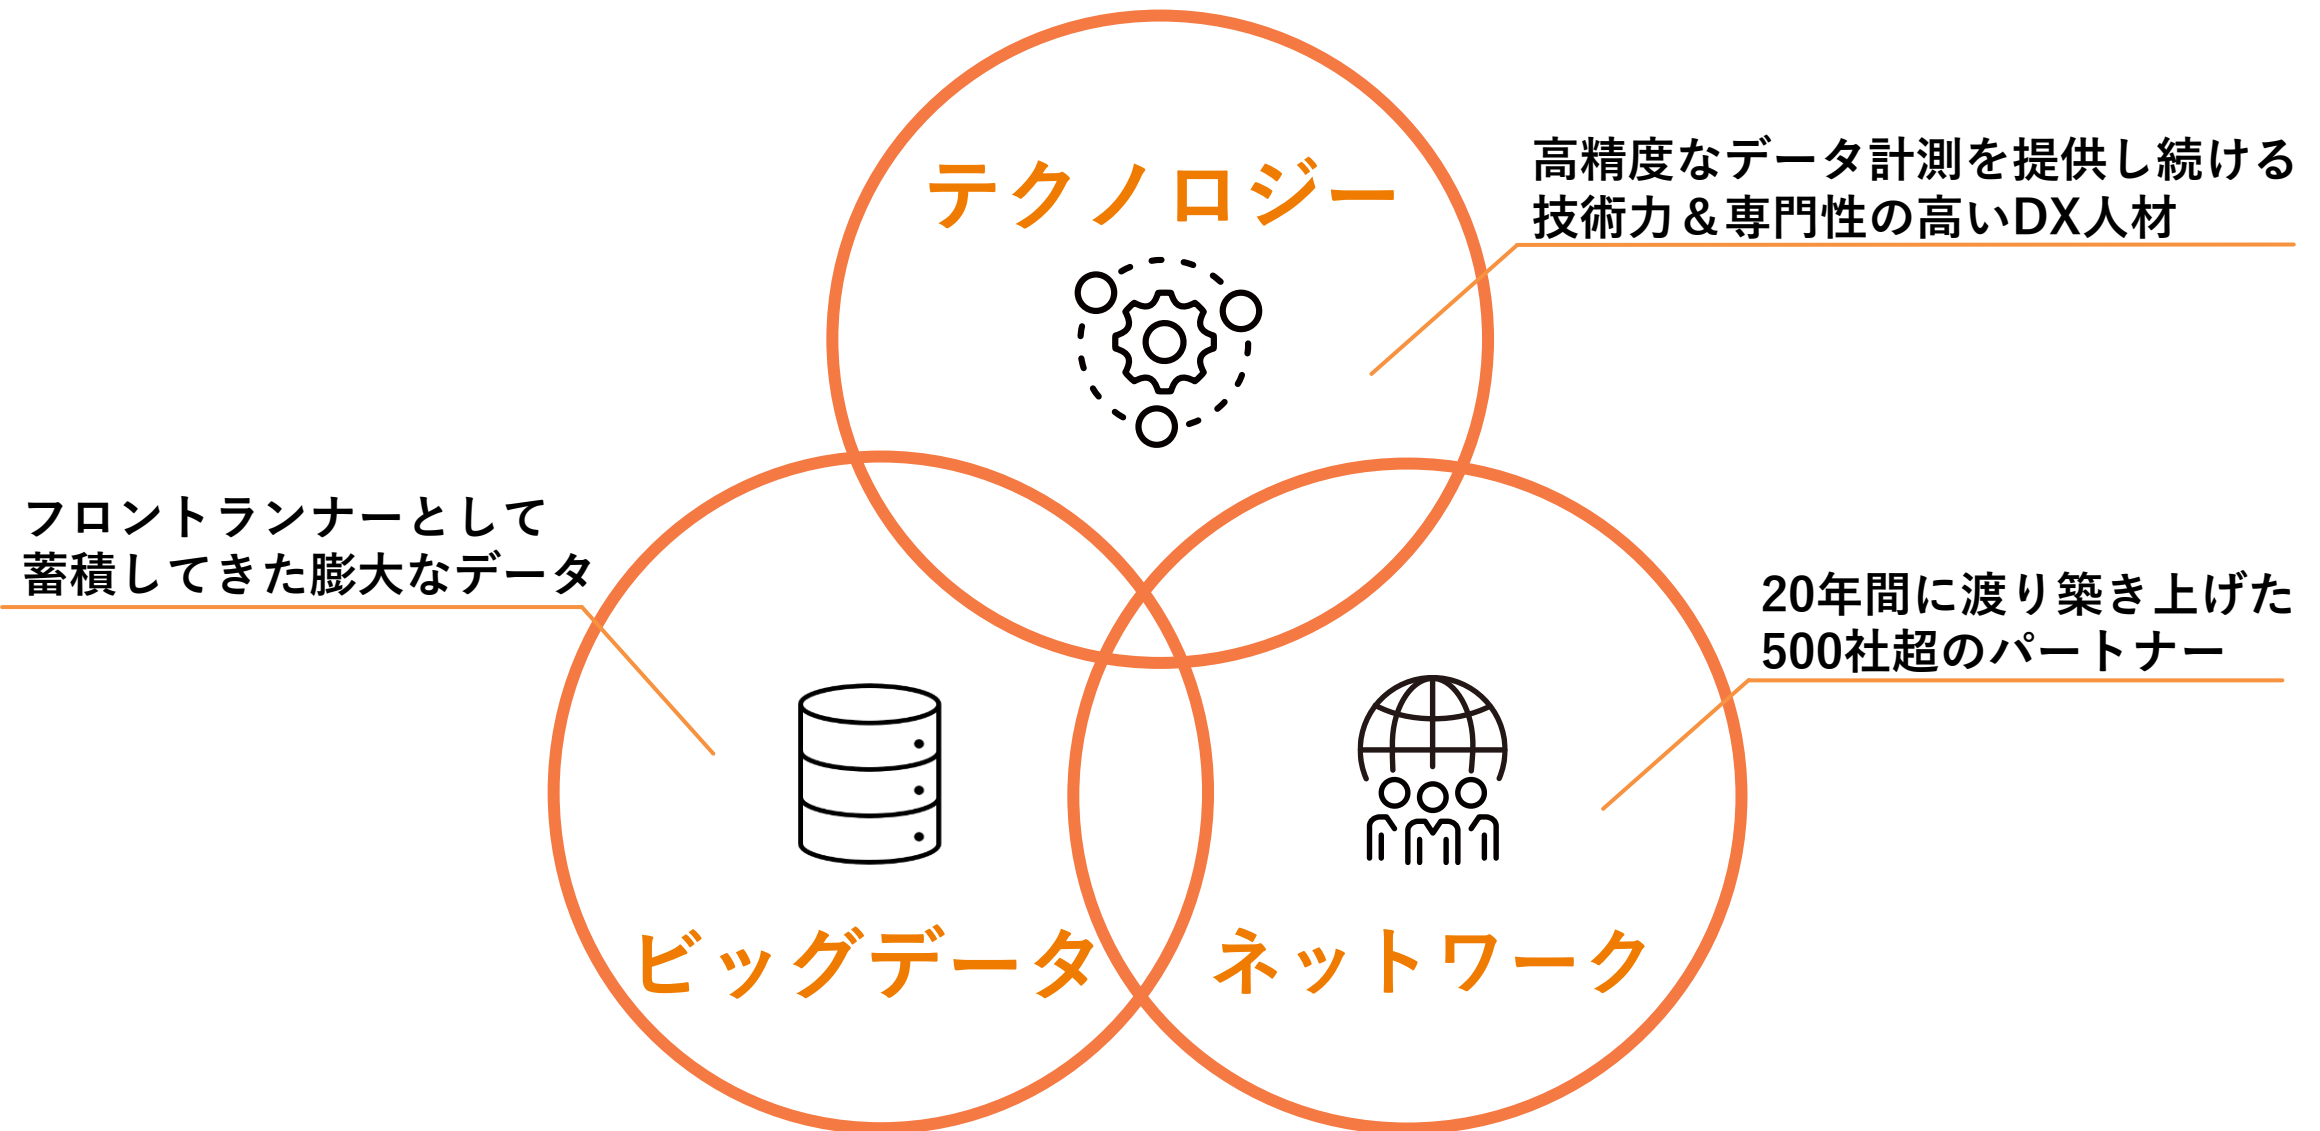 テクノロジー
高精度なデータ計測を提供し続ける
技術力＆専門性の高いDX人材
フロントランナーとして
蓄積してきた膨大なデータ
20年間に渡り築き上げた
500社超のパートナー
ビッグデータ
ネットワーク